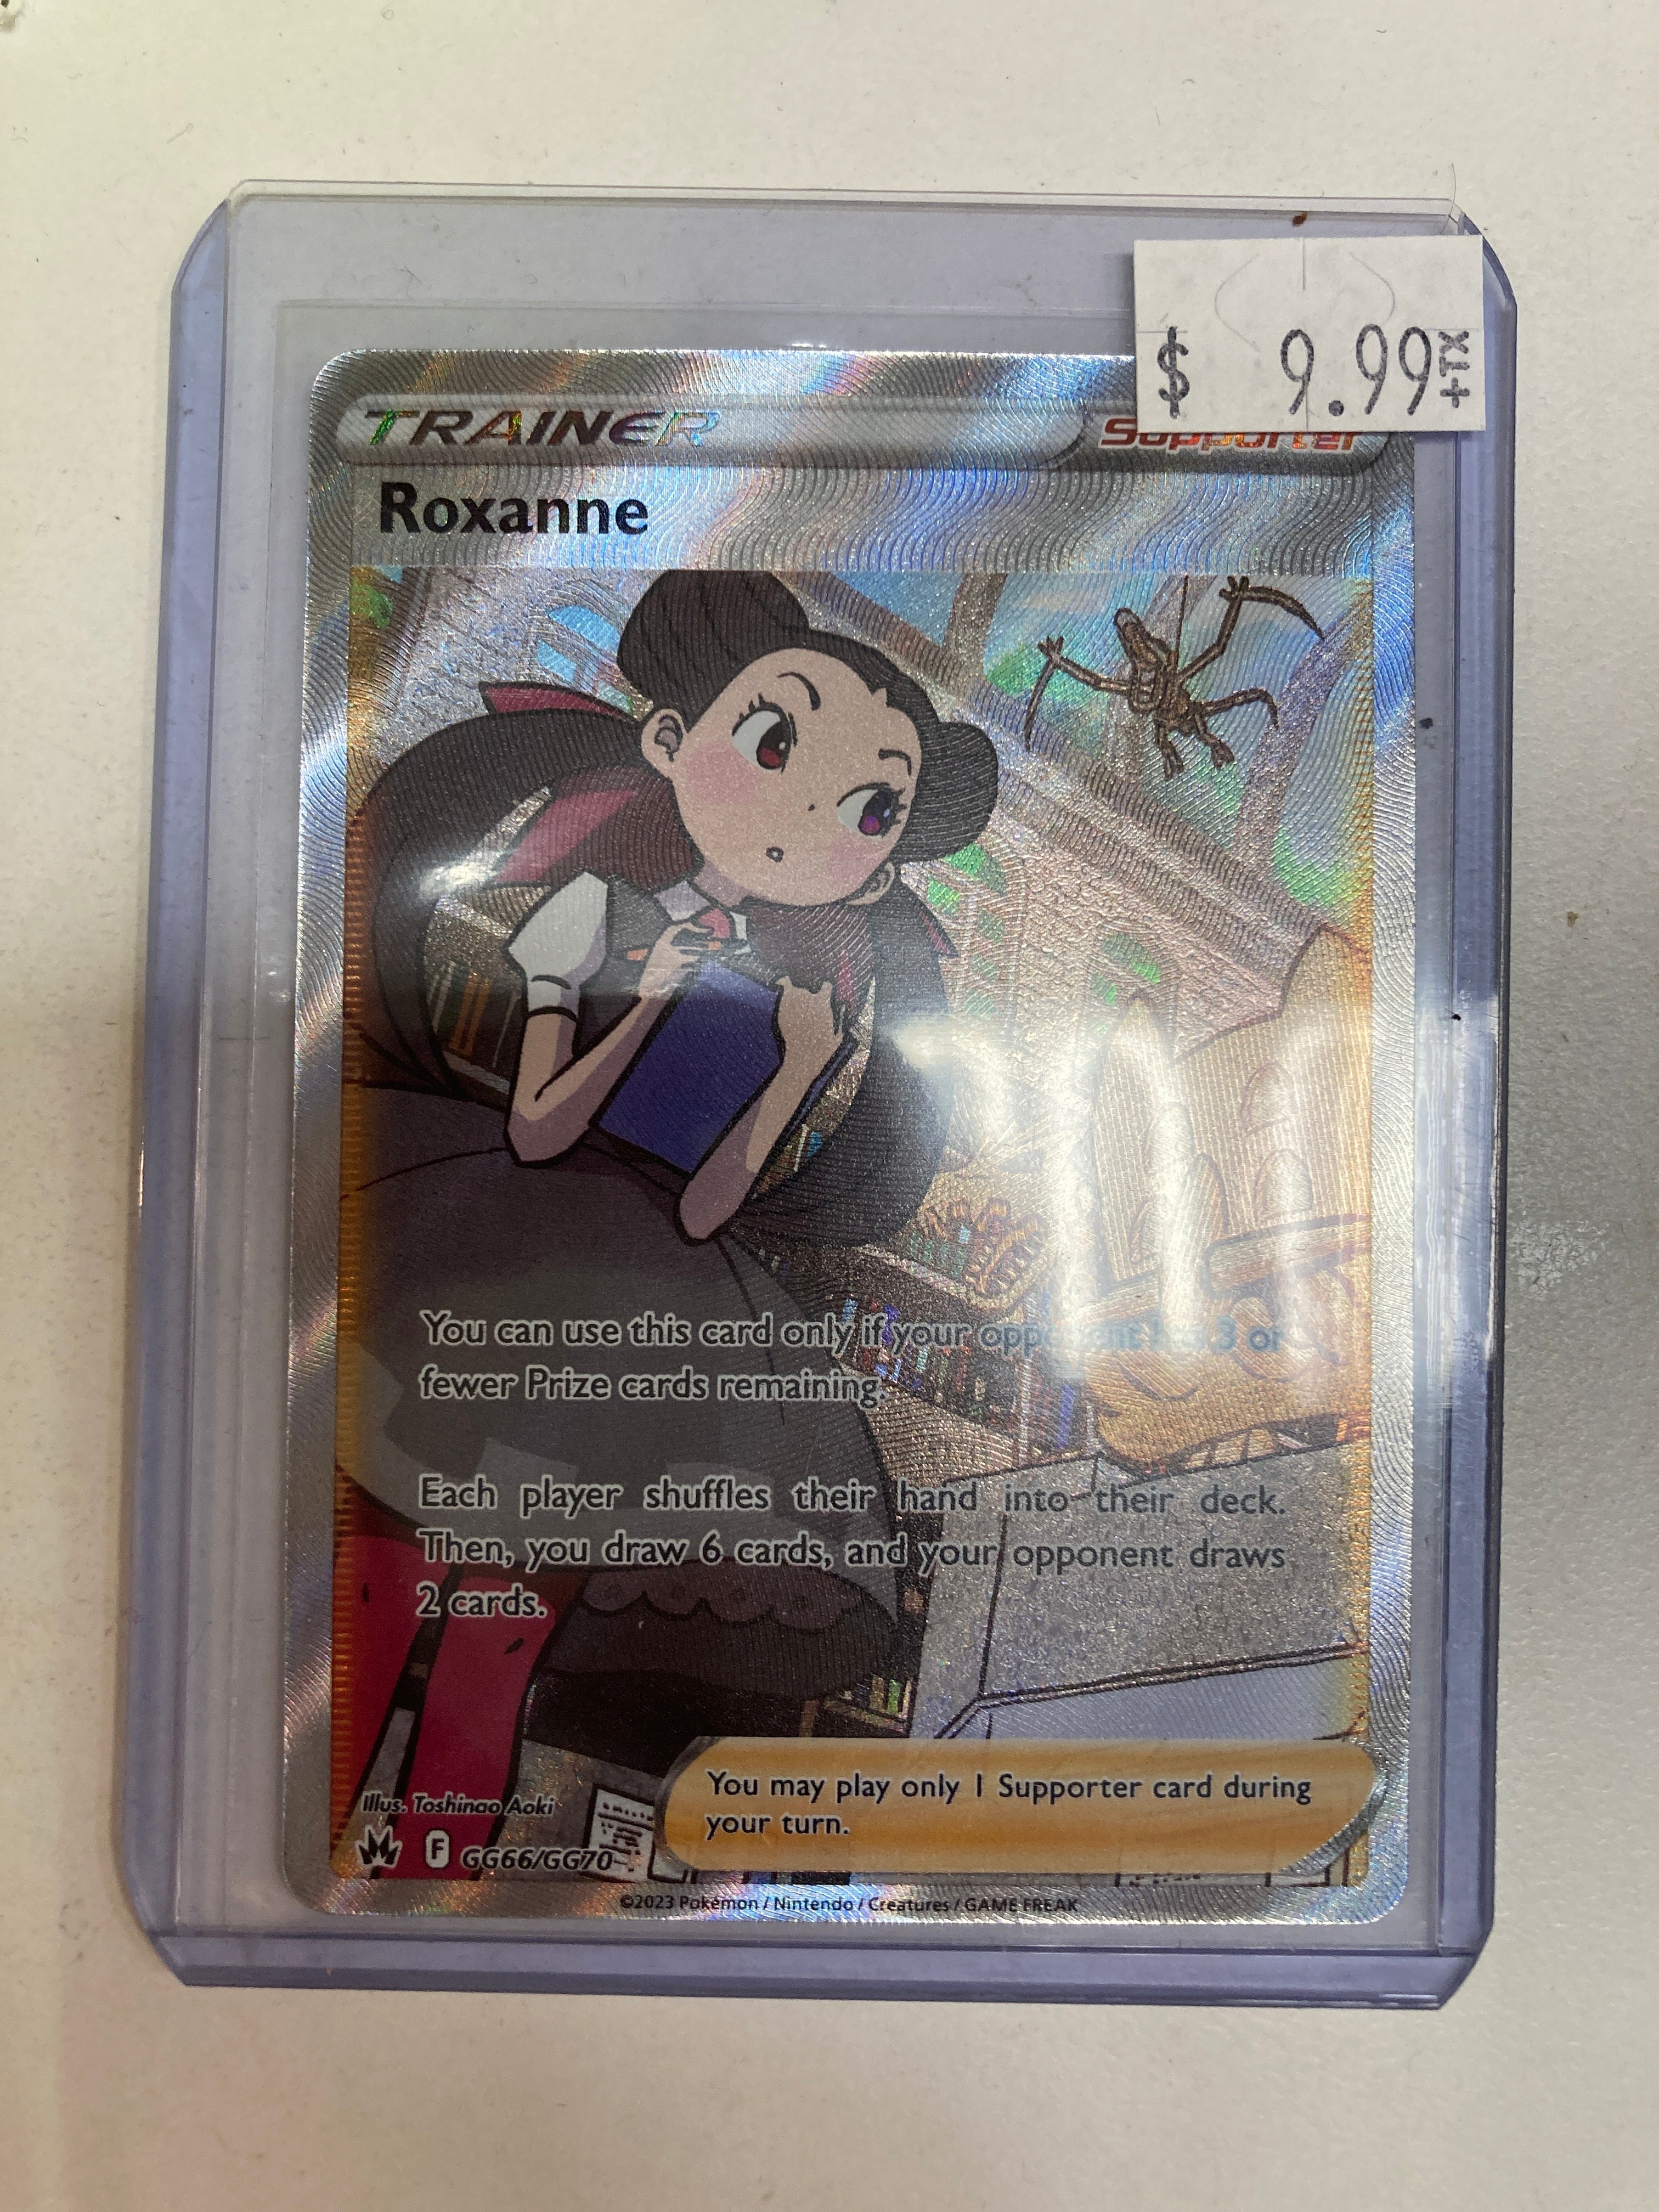 $ 9.99 +TX
TRAINER Supporter
Roxanne
You can use this card only if your opponent has 3 or
fewer Prize cards remaining.
Each player shuffles their hand into their deck.
Then, you draw 6 cards, and your opponent draws
2 cards.
You may play only 1 Supporter card during
your turn.
Illus. Toshinao Aoki
F GG66/GG70
©2023 Pokémon / Nintendo / Creatures / GAME FREAK